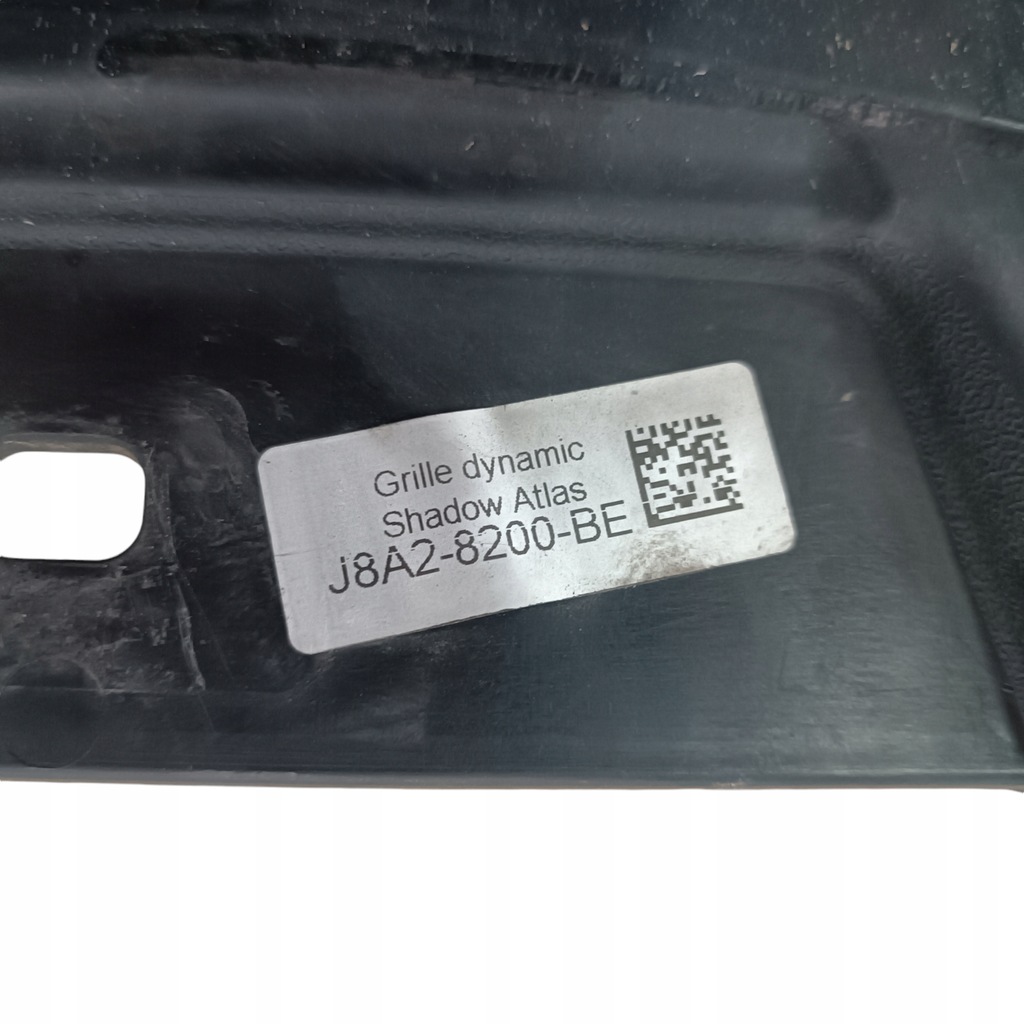 Grille dynamic
Shadow Atlas
J8A2-8200-BE